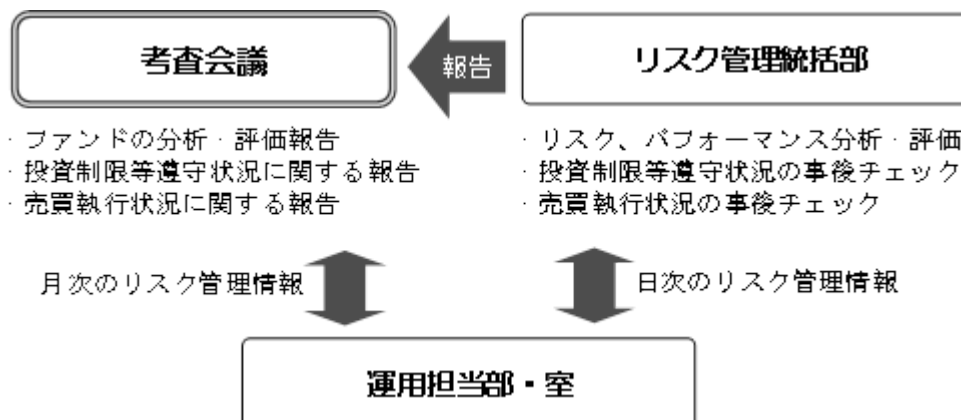 考査会議
報告
リスク管理統括部
・ファンドの分析・評価報告
・投資制限等遵守状況に関する報告
・売買執行状況に関する報告
・リスク、パフォーマンス分析・評価
・投資制限等遵守状況の事後チェック
・売買執行状況の事後チェック
月次のリスク管理情報
日次のリスク管理情報
運用担当部・室